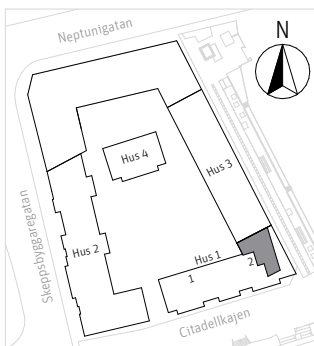 Neptunigatan
N
Skeppsbyggaregatan
Hus 4
Hus 3
Hus 2
Hus 1
1
2
Citadellkajen